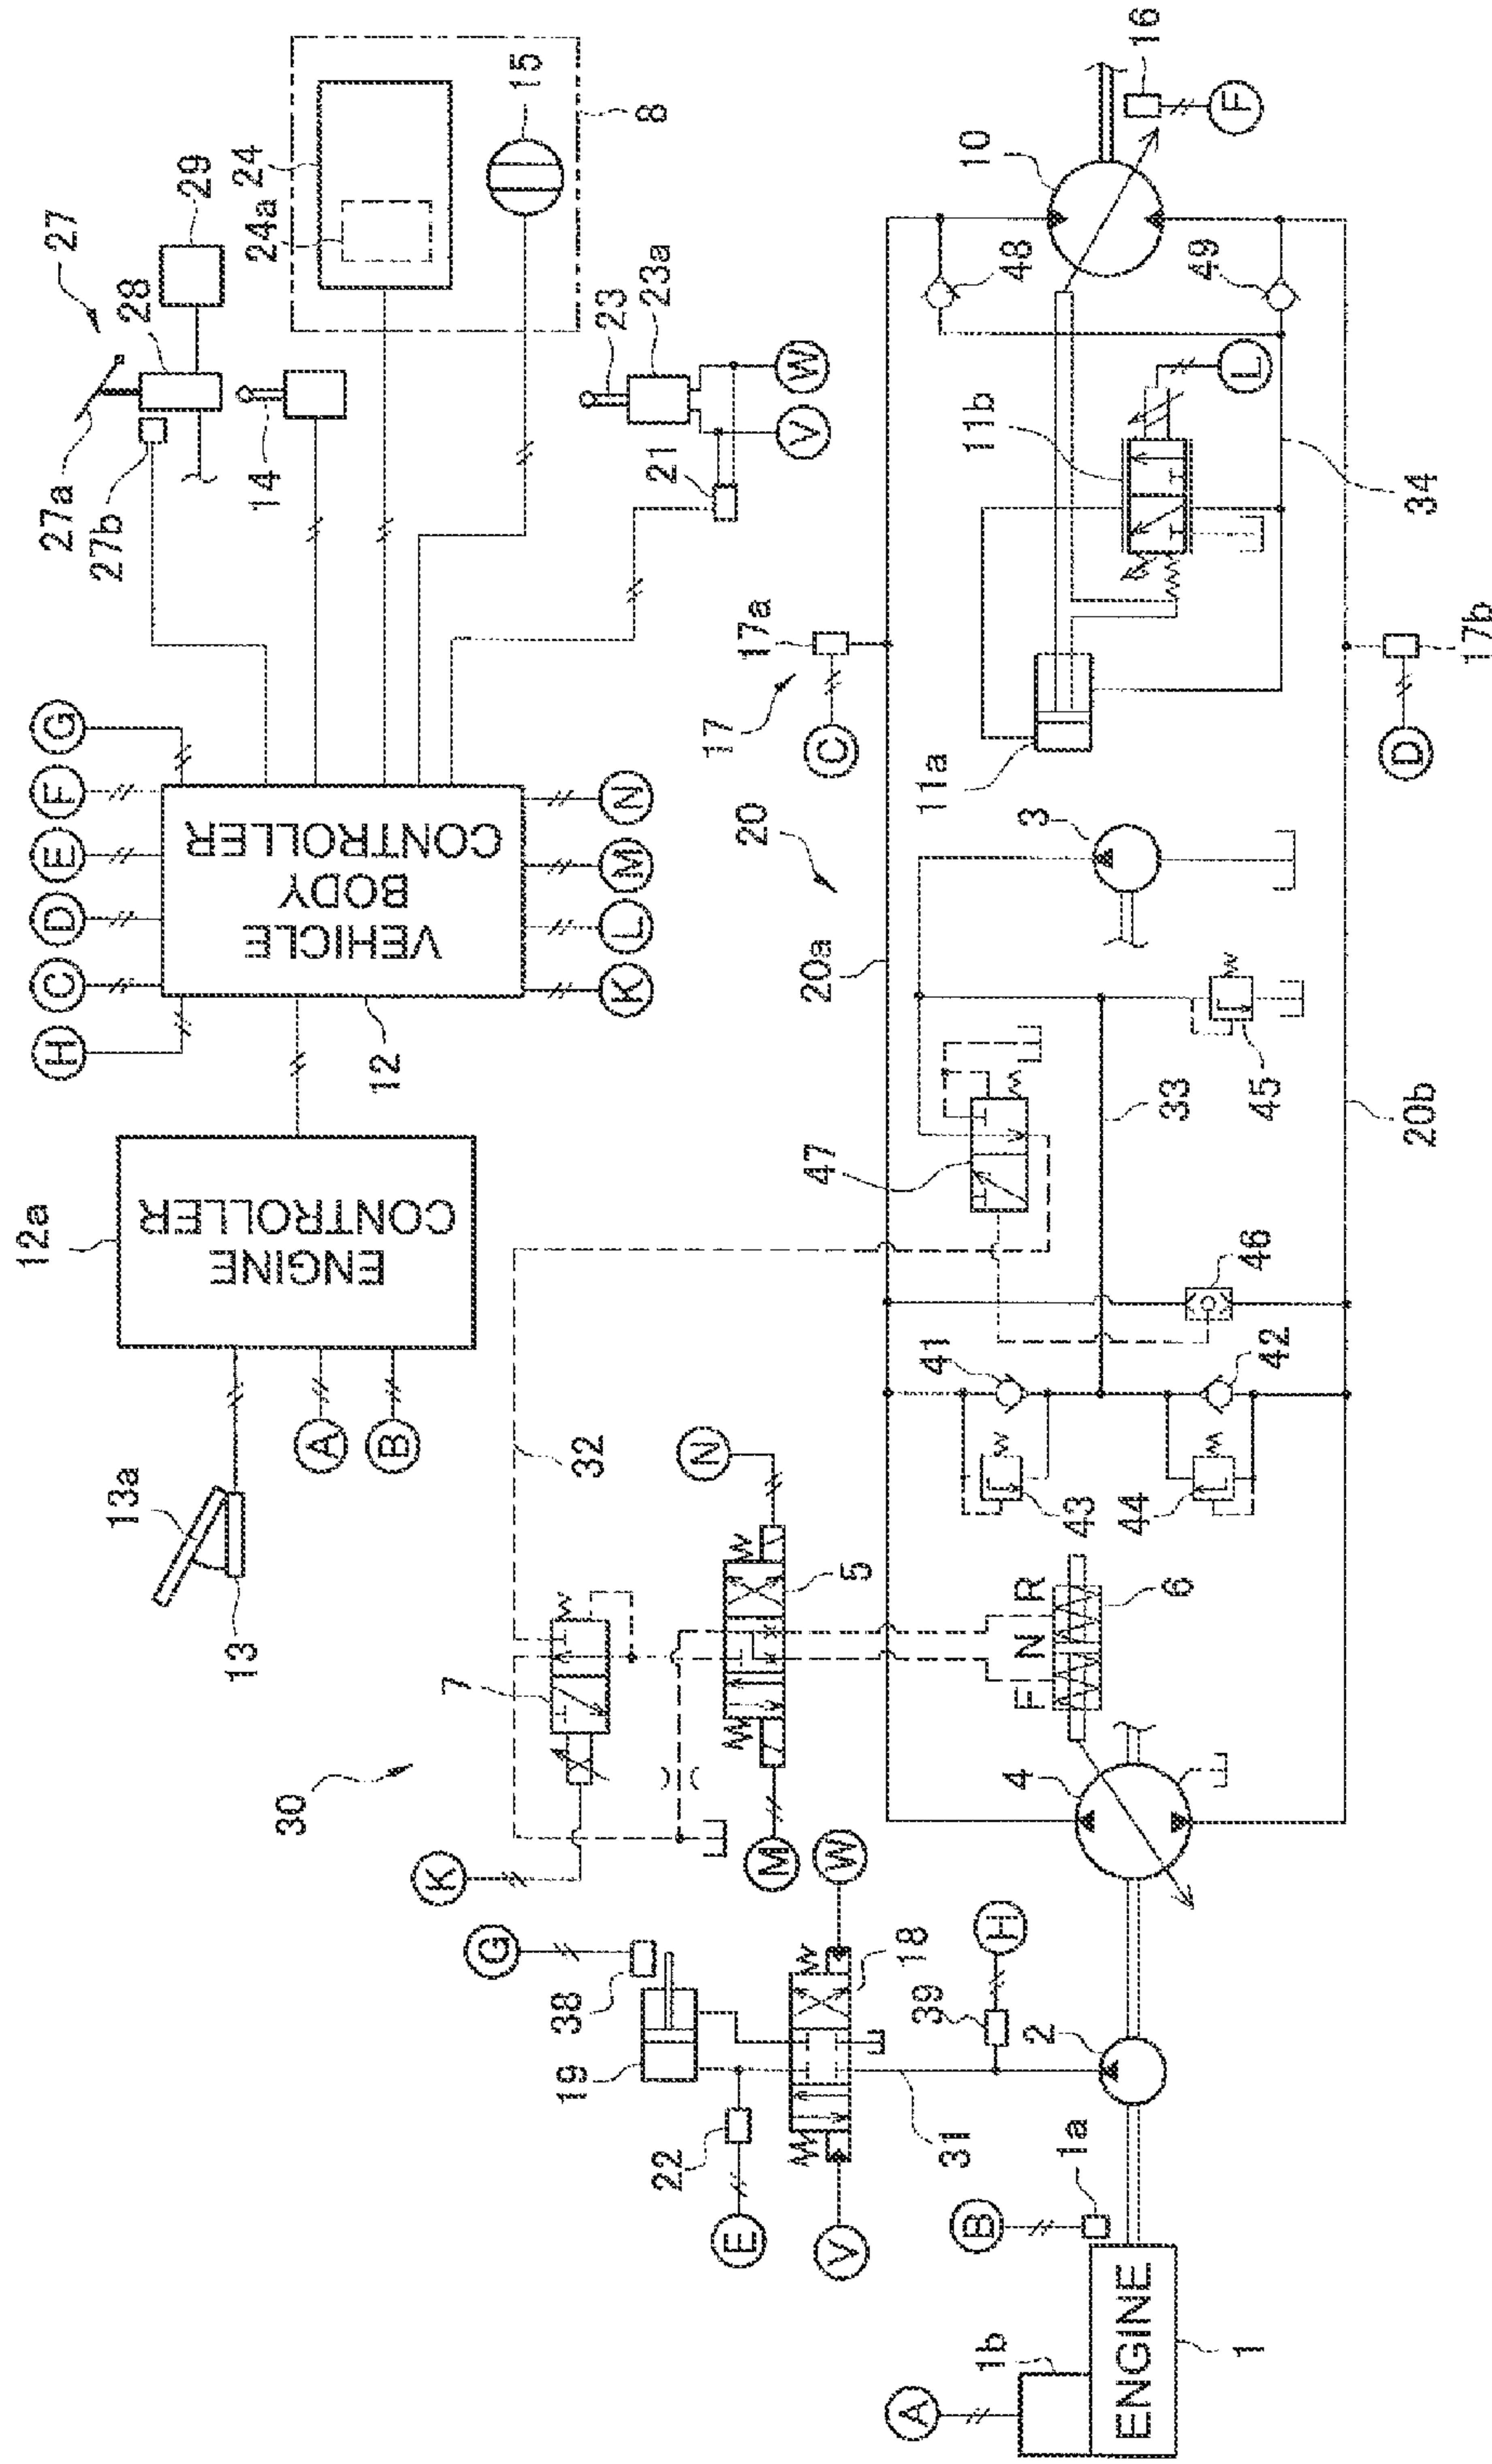 27
27a
27b
28
29
14
24
24a
15
8
23
23a
V
W
21
H
C
D
E
F
G
VEHICLE
BODY
CONTROLLER
K
L
M
N
12
12a
ENGINE
CONTROLLER
13a
13
A
B
32
30
7
K
N
5
M
G
38
19
22
E
W
18
V
39
H
31
2
B
1a
A
1b
ENGINE
1
4
F N R
6
41
42
43
44
46
47
33
45
20
20a
20b
3
17
17a
C
17b
D
11a
11b
L
34
48
49
10
16
F